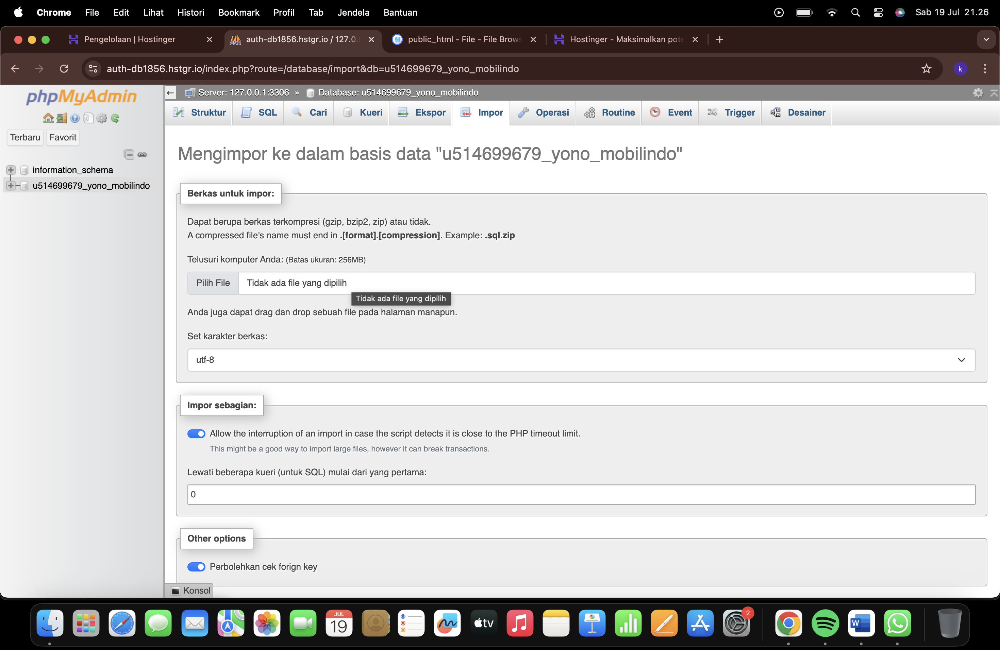 Chrome File Edit Lihat Histori Bookmark Profil Tab Jendela Bantuan Sab 19 Jul 21.26
Pengelolaan | Hostinger
auth-db1856.hstgr.io / 127.0.
public_html - File - File Brows
Hostinger - Maksimalkan pote
auth-db1856.hstgr.io/index.php?route=/database/import&db=u514699679_yono_mobilindo
k
phpMyAdmin
Terbaru Favorit
information_schema
u514699679_yono_mobilindo
Server: 127.0.0.1:3306 » Database: u514699679_yono_mobilindo
Struktur SQL Cari Kueri Ekspor Impor Operasi Routine Event Trigger Desainer
Mengimpor ke dalam basis data "u514699679_yono_mobilindo"
Berkas untuk impor:
Dapat berupa berkas terkompresi (gzip, bzip2, zip) atau tidak.
A compressed file's name must end in .[format].[compression]. Example: .sql.zip
Telusuri komputer Anda: (Batas ukuran: 256MB)
Pilih File Tidak ada file yang dipilih
Tidak ada file yang dipilih
Anda juga dapat drag dan drop sebuah file pada halaman manapun.
Set karakter berkas:
utf-8
Impor sebagian:
Allow the interruption of an import in case the script detects it is close to the PHP timeout limit.
This might be a good way to import large files, however it can break transactions.
Lewati beberapa kueri (untuk SQL) mulai dari yang pertama:
0
Other options
Perbolehkan cek forign key
Konsol
JUL
19
tv
2
W